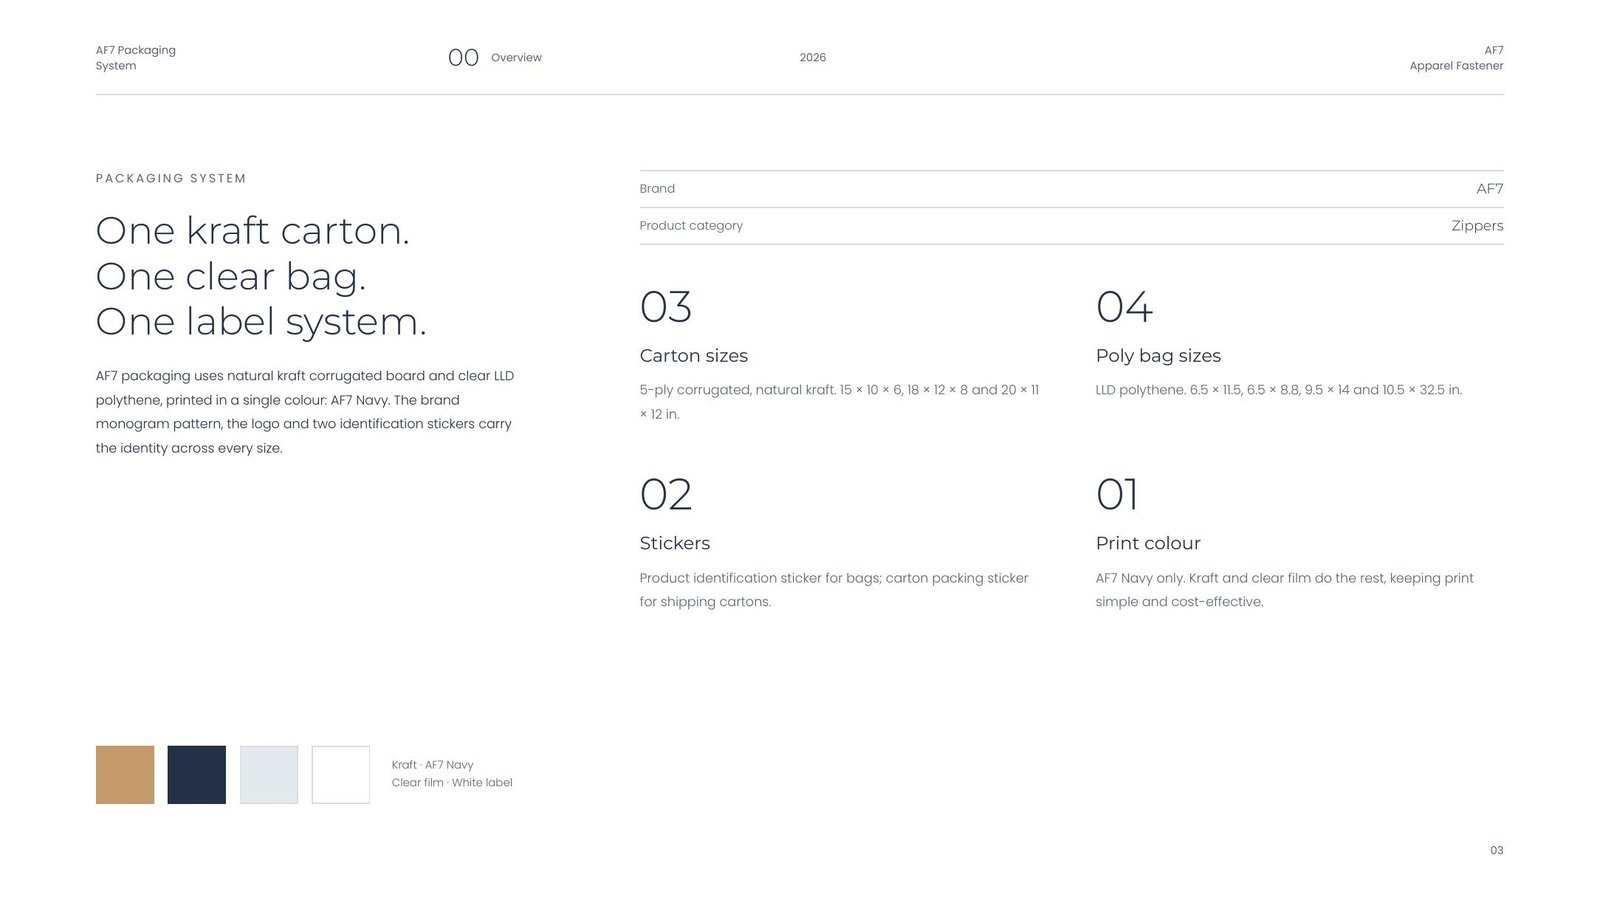 AF7 Packaging
System
00 Overview
2026
AF7
Apparel Fastener
PACKAGING SYSTEM
One kraft carton.
One clear bag.
One label system.
AF7 packaging uses natural kraft corrugated board and clear LLD
polythene, printed in a single colour: AF7 Navy. The brand
monogram pattern, the logo and two identification stickers carry
the identity across every size.
Brand AF7
Product category Zippers
03
Carton sizes
5-ply corrugated, natural kraft. 15 × 10 × 6, 18 × 12 × 8 and 20 × 11
× 12 in.
04
Poly bag sizes
LLD polythene. 6.5 × 11.5, 6.5 × 8.8, 9.5 × 14 and 10.5 × 32.5 in.
02
Stickers
Product identification sticker for bags; carton packing sticker
for shipping cartons.
01
Print colour
AF7 Navy only. Kraft and clear film do the rest, keeping print
simple and cost-effective.
Kraft · AF7 Navy
Clear film · White label
03